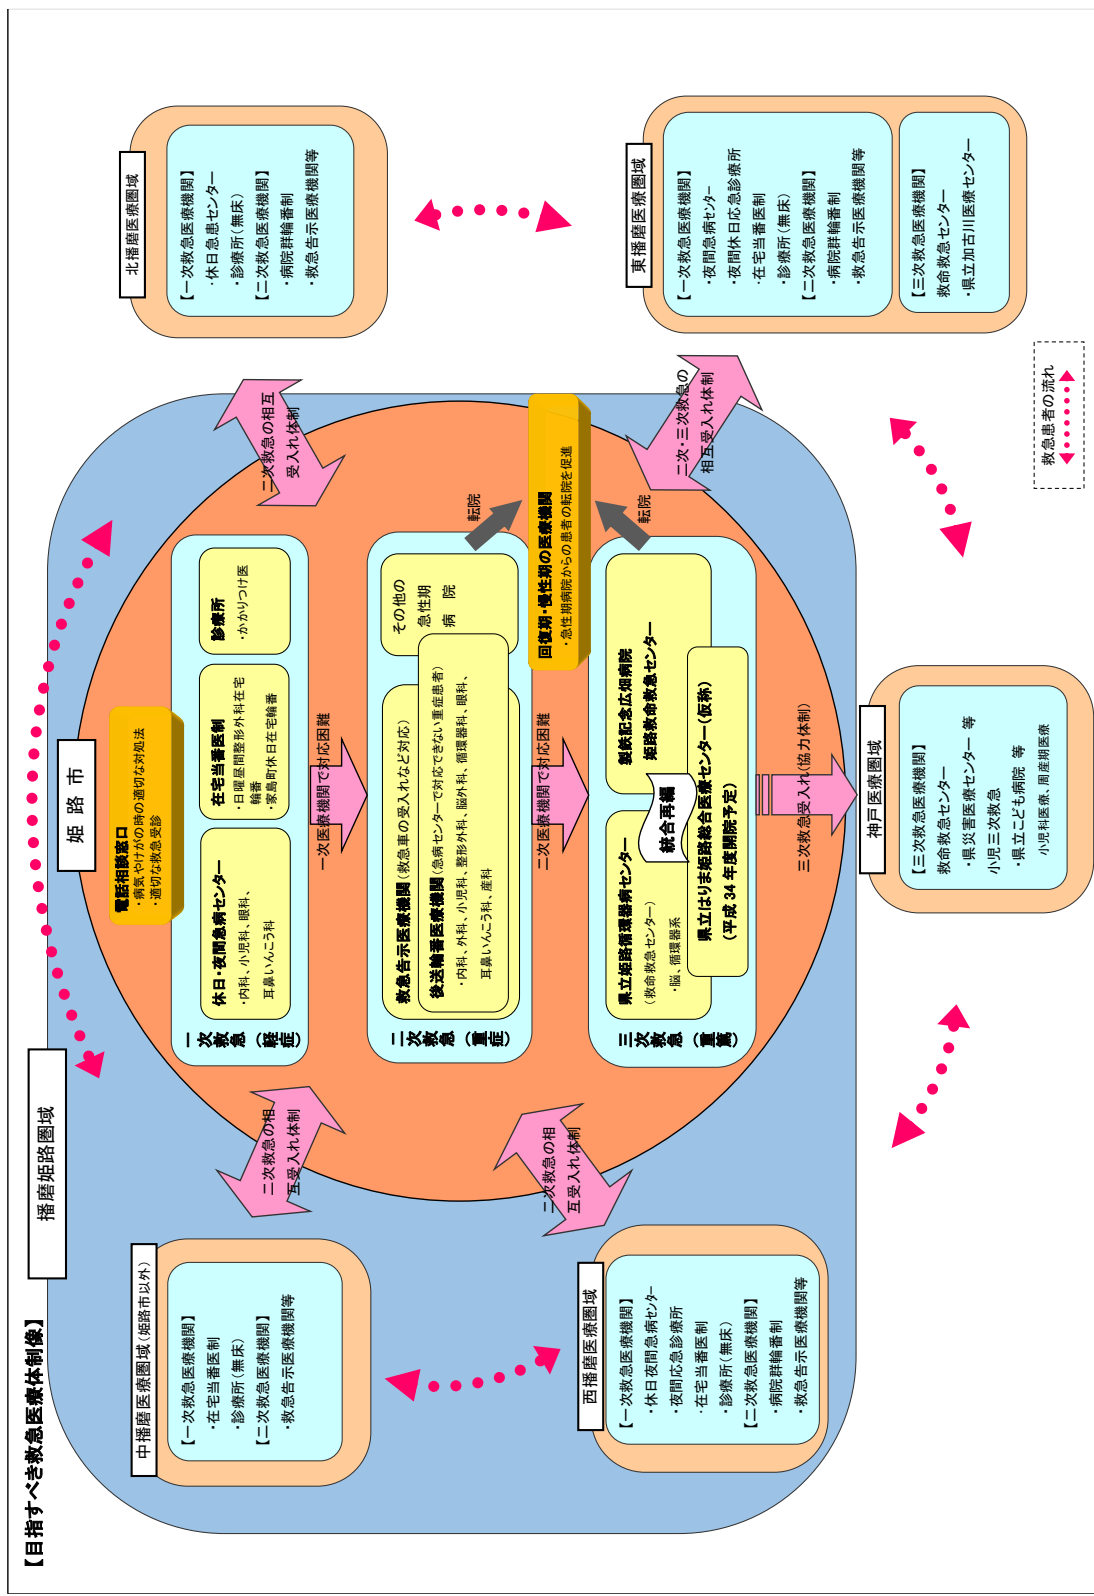 【目指すべき救急医療体制像】
播磨姫路圏域
姫 路 市
電話相談窓口
・病気やけがの時の適切な対処法
・適切な救急受診
一次救急(軽症)
休日・夜間急病センター
・内科、小児科、眼科、
耳鼻いんこう科
在宅当番医制
・日曜昼間整形外科在宅
輪番
・家島町休日在宅輪番
診療所
・かかりつけ医
一次医療機関で対応困難
二次救急(重症)
救急告示医療機関(救急車の受入れなど対応)
後送輪番医療機関(急病センターで対応できない重症患者)
・内科、外科、小児科、整形外科、脳外科、循環器科、眼科、
耳鼻いんこう科、産科
その他の
急性期
病 院
二次医療機関で対応困難
転院
回復期・慢性期の医療機関
・急性期病院からの患者の転院を促進
転院
三次救急(重篤)
県立姫路循環器病センター
(救命救急センター)
・脳、循環器系
製鉄記念広畑病院
姫路救命救急センター
統合再編
県立はりま姫路総合医療センター(仮称)
(平成 34 年度開院予定)
三次救急受入れ(協力体制)
中播磨医療圏域(姫路市以外)
【一次救急医療機関】
・在宅当番医制
・診療所(無床)
【二次救急医療機関】
・救急告示医療機関等
二次救急の相
互受入れ体制
西播磨医療圏域
【一次救急医療機関】
・休日夜間急病センター
・夜間応急診療所
・在宅当番医制
・診療所(無床)
【二次救急医療機関】
・病院群輪番制
・救急告示医療機関等
二次救急の相
互受入れ体制
北播磨医療圏域
【一次救急医療機関】
・休日急患センター
・診療所(無床)
【二次救急医療機関】
・病院群輪番制
・救急告示医療機関等
二次救急の相互
受入れ体制
東播磨医療圏域
【一次救急医療機関】
・夜間急病センター
・夜間休日応急診療所
・在宅当番医制
・診療所(無床)
【二次救急医療機関】
・病院群輪番制
・救急告示医療機関等
【三次救急医療機関】
救命救急センター
・県立加古川医療センター
二次・三次救急の
相互受入れ体制
神戸医療圏域
【三次救急医療機関】
救命救急センター
・県災害医療センター 等
小児三次救急
・県立こども病院 等
小児科医療、周産期医療
救急患者の流れ